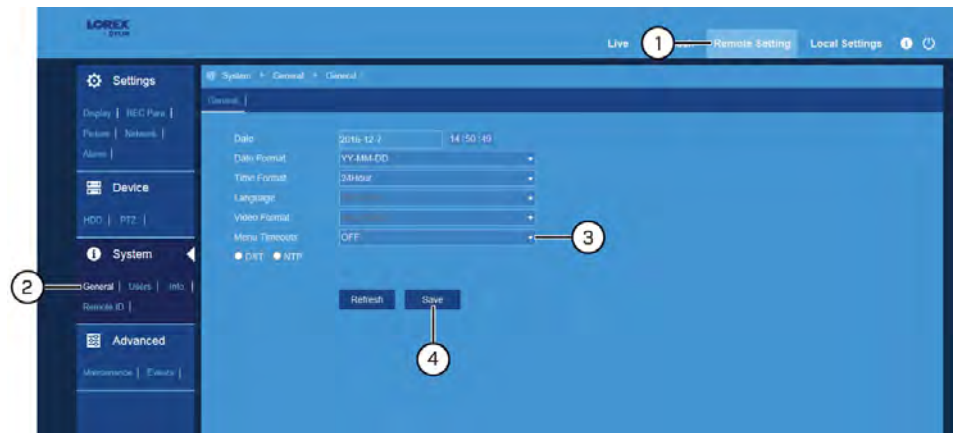 LOREX
BY FLIR
Live
1
Remote Setting
Local Settings
Settings
System General General
General
Display | REC Para |
Picture | Network |
Alarm |
Date 2016-12-7 14:50:49
Date Format YY-MM-DD
Time Format 24Hour
Device
Language
HDD | PTZ |
Video Format
Menu Timeouts OFF
3
System
DST NTP
2
General | Users | Info |
Remote ID |
Refresh Save
4
Advanced
Maintenance | Events |